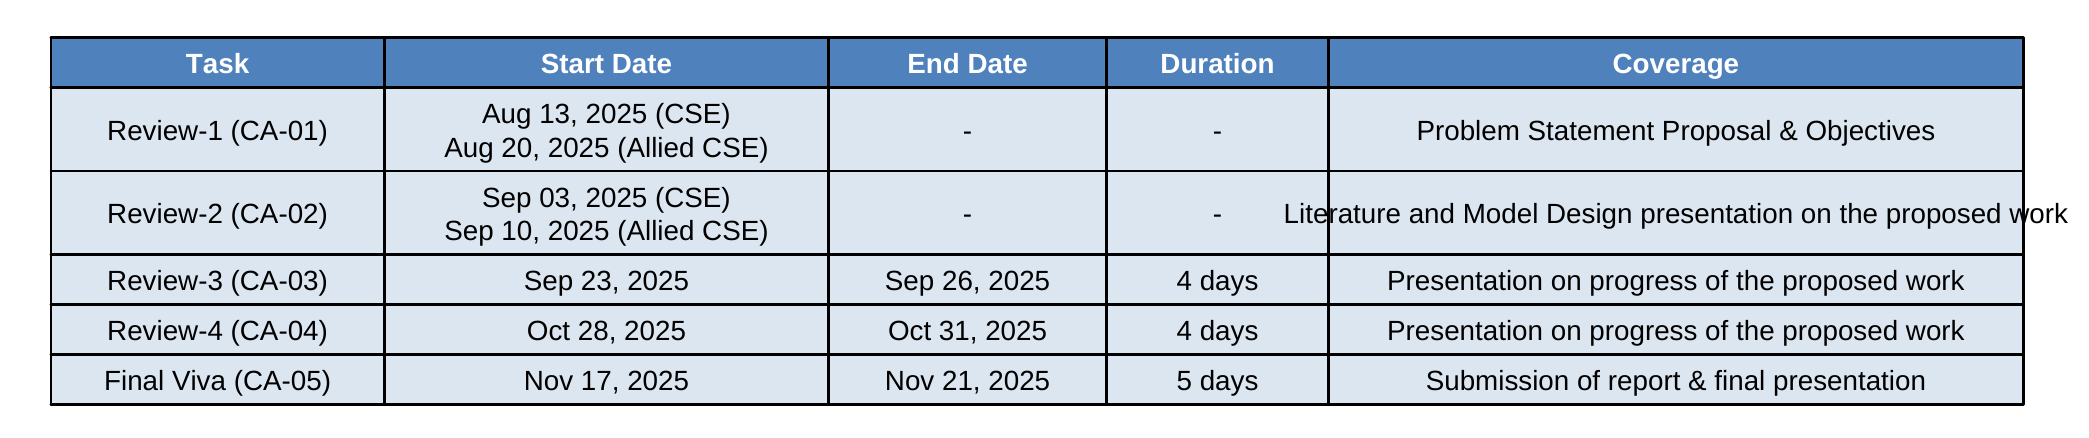 Task Start Date End Date Duration Coverage
Review-1 (CA-01) Aug 13, 2025 (CSE) - - Problem Statement Proposal & Objectives
Aug 20, 2025 (Allied CSE)
Review-2 (CA-02) Sep 03, 2025 (CSE) - - Literature and Model Design presentation on the proposed work
Sep 10, 2025 (Allied CSE)
Review-3 (CA-03) Sep 23, 2025 Sep 26, 2025 4 days Presentation on progress of the proposed work
Review-4 (CA-04) Oct 28, 2025 Oct 31, 2025 4 days Presentation on progress of the proposed work
Final Viva (CA-05) Nov 17, 2025 Nov 21, 2025 5 days Submission of report & final presentation